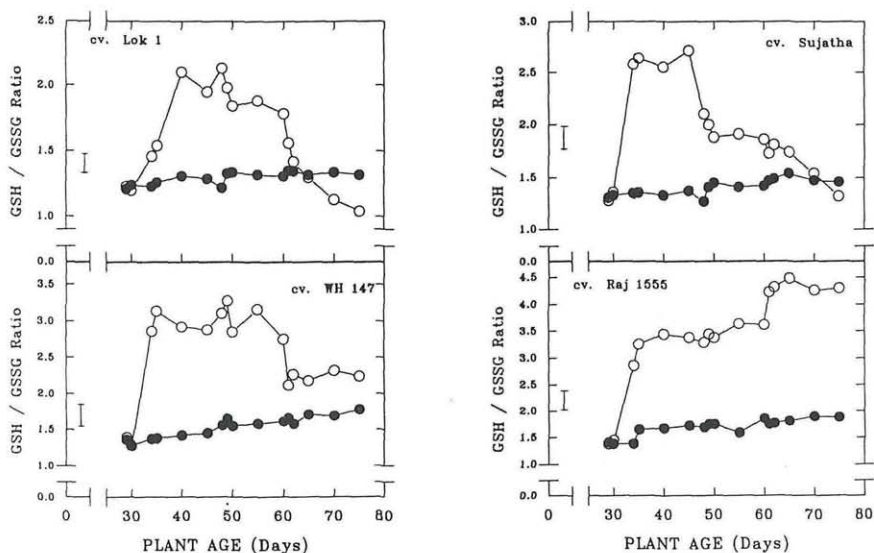 2.5
cv. Lok 1
2.0
1.5
1.0
0.0
GSH / GSSG Ratio
3.0
cv. Sujatha
2.5
2.0
1.5
1.0
0.0
GSH / GSSG Ratio
3.5
cv. WH 147
3.0
2.5
2.0
1.5
1.0
0.0
GSH / GSSG Ratio
0 30 40 50 60 70 80
PLANT AGE (Days)
4.5
cv. Raj 1555
4.0
3.5
3.0
2.5
2.0
1.5
1.0
0.0
GSH / GSSG Ratio
0 30 40 50 60 70 80
PLANT AGE (Days)